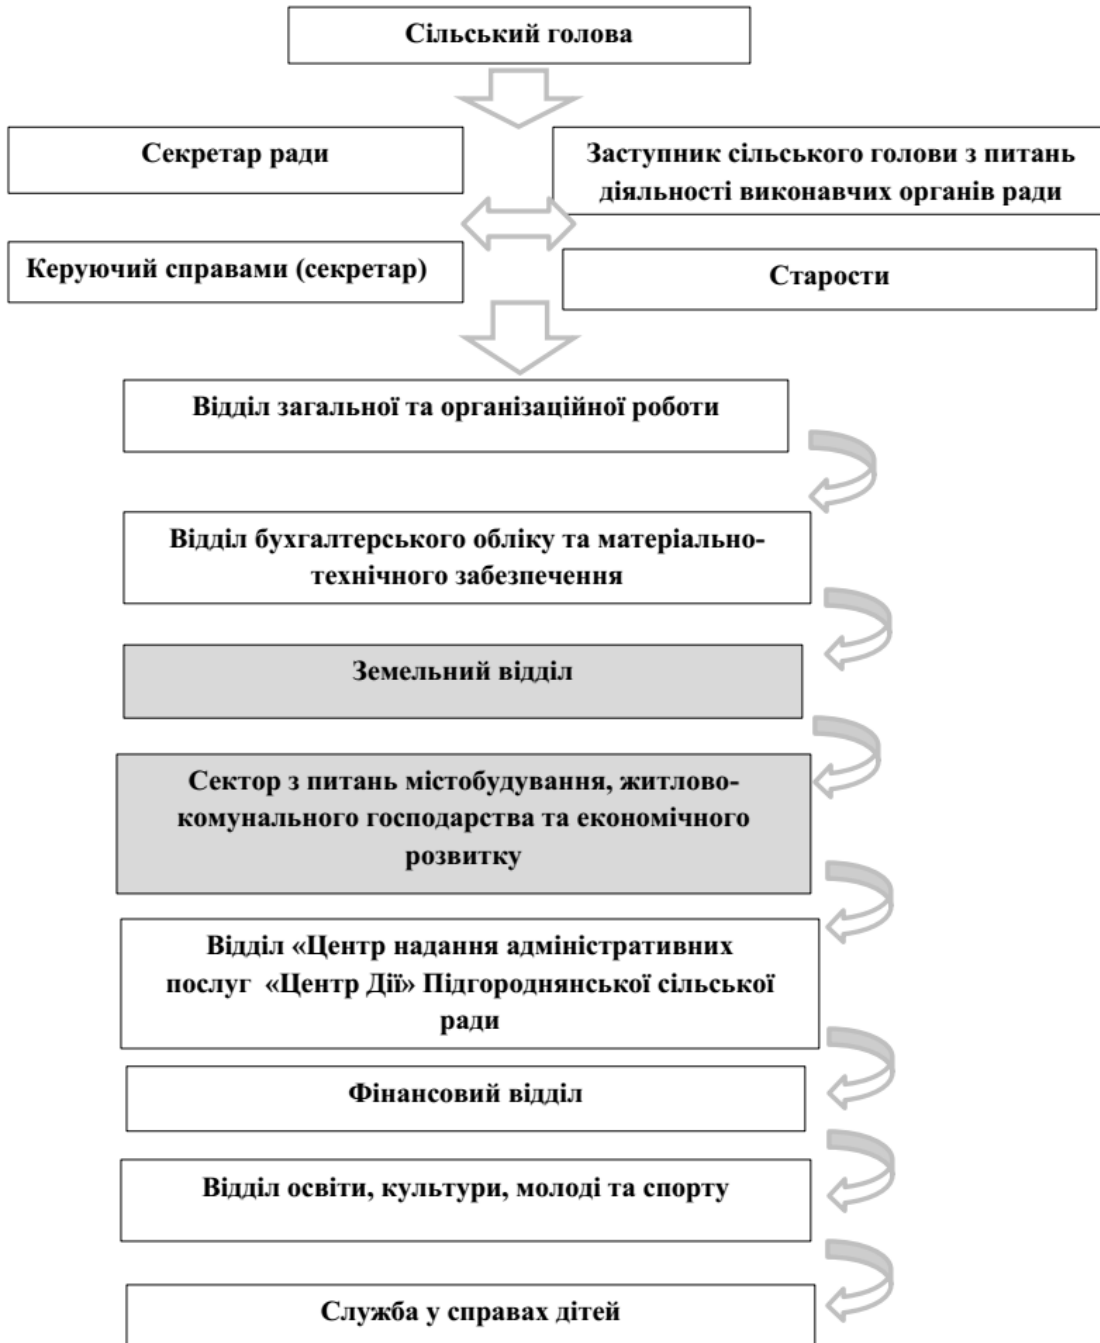 Сільський голова
Секретар ради
Заступник сільського голови з питань
діяльності виконавчих органів ради
Керуючий справами (секретар)
Старости
Відділ загальної та організаційної роботи
Відділ бухгалтерського обліку та матеріально-
технічного забезпечення
Земельний відділ
Сектор з питань містобудування, житлово-
комунального господарства та економічного
розвитку
Відділ «Центр надання адміністративних
послуг «Центр Дії» Підгороднянської сільської
ради
Фінансовий відділ
Відділ освіти, культури, молоді та спорту
Служба у справах дітей